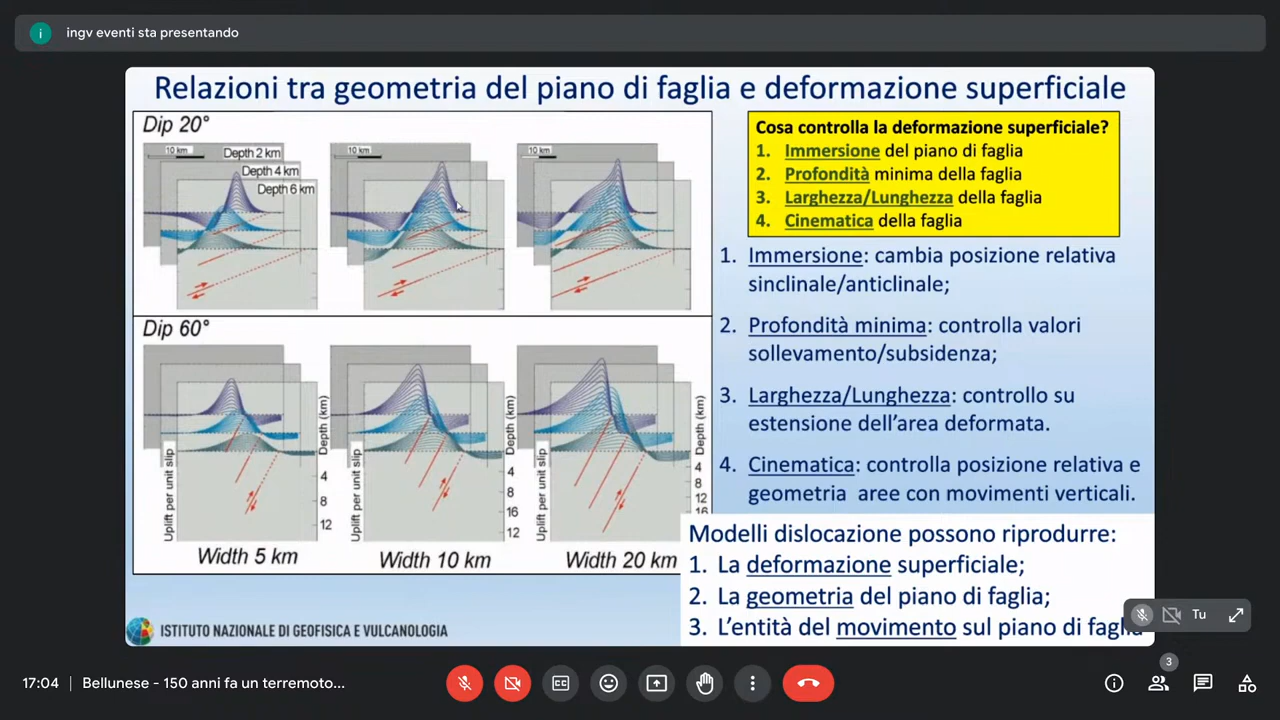 i
ingv eventi sta presentando
Relazioni tra geometria del piano di faglia e deformazione superficiale
Dip 20°
10 km
Depth 2 km
Depth 4 km
Depth 6 km
10 km
10 km
Dip 60°
Uplift per unit slip
Depth (km)
4
8
12
Width 5 km
Uplift per unit slip
Depth (km)
4
8
16
12
Width 10 km
Uplift per unit slip
Depth (km)
4
8
12
16
Width 20 km
Cosa controlla la deformazione superficiale?
1. Immersione del piano di faglia
2. Profondità minima della faglia
3. Larghezza/Lunghezza della faglia
4. Cinematica della faglia
1. Immersione: cambia posizione relativa
sinclinale/anticlinale;
2. Profondità minima: controlla valori
sollevamento/subsidenza;
3. Larghezza/Lunghezza: controllo su
estensione dell'area deformata.
4. Cinematica: controlla posizione relativa e
geometria aree con movimenti verticali.
Modelli dislocazione possono riprodurre:
1. La deformazione superficiale;
2. La geometria del piano di faglia;
3. L'entità del movimento sul piano di faglia
ISTITUTO NAZIONALE DI GEOFISICA E VULCANOLOGIA
Tu
17:04 | Bellunese - 150 anni fa un terremoto...
CC
3